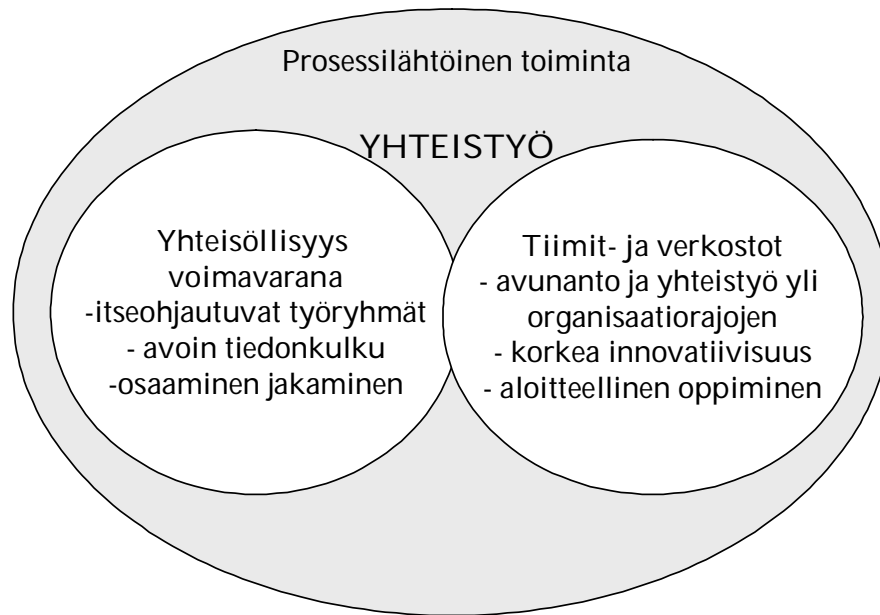 Prosessilähtöinen toiminta
YHTEISTYÖ
Yhteisöllisyys
voimavarana
-itseohjautuvat työryhmät
- avoin tiedonkulku
-osaaminen jakaminen
Tiimit- ja verkostot
- avunanto ja yhteistyö yli
organisaatiorajojen
- korkea innovatiivisuus
- aloitteellinen oppiminen